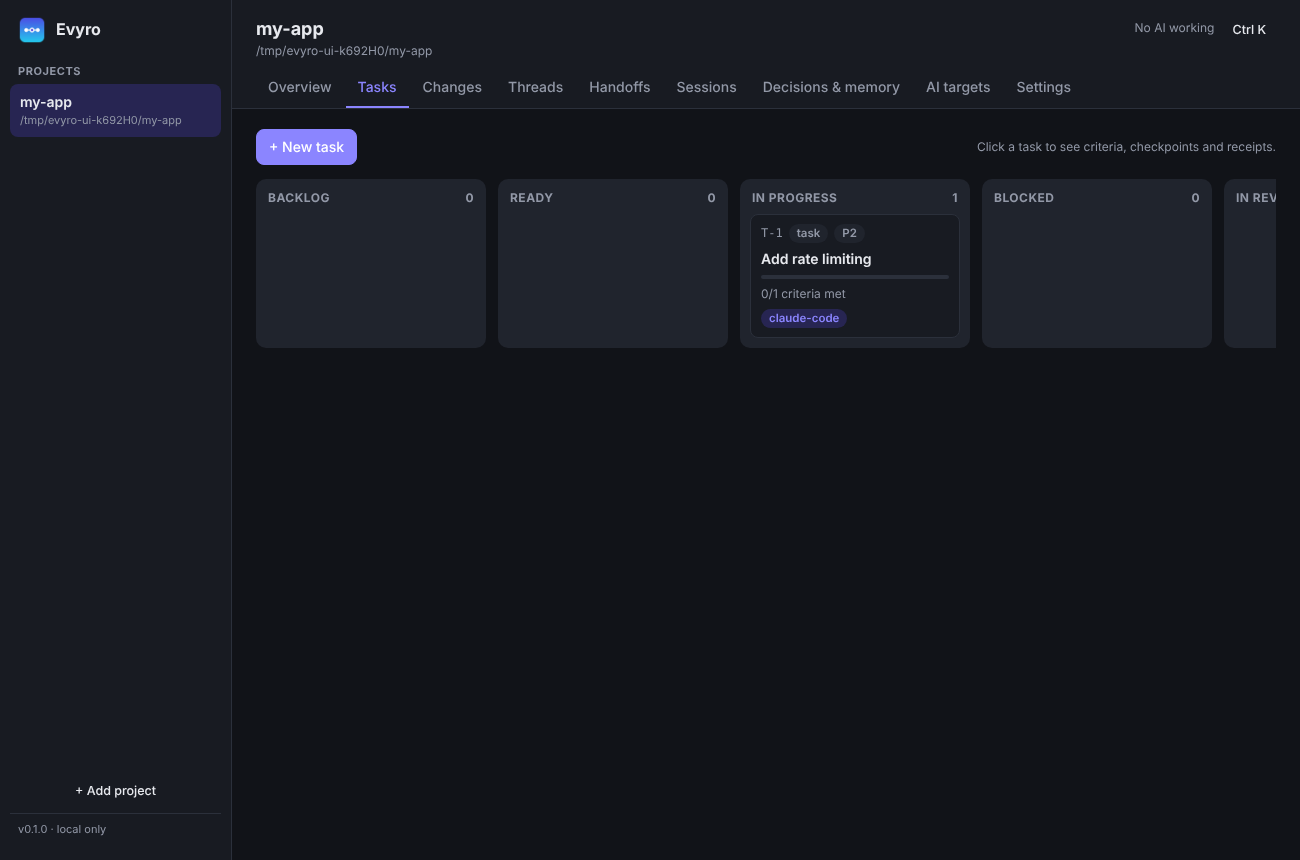 Evyro
PROJECTS
my-app
/tmp/evyro-ui-k692H0/my-app
+ Add project
v0.1.0 · local only
my-app
/tmp/evyro-ui-k692H0/my-app
No AI working
Ctrl K
Overview Tasks Changes Threads Handoffs Sessions Decisions & memory AI targets Settings
+ New task
Click a task to see criteria, checkpoints and receipts.
BACKLOG 0
READY 0
IN PROGRESS 1
T-1 task P2
Add rate limiting
0/1 criteria met
claude-code
BLOCKED 0
IN REV